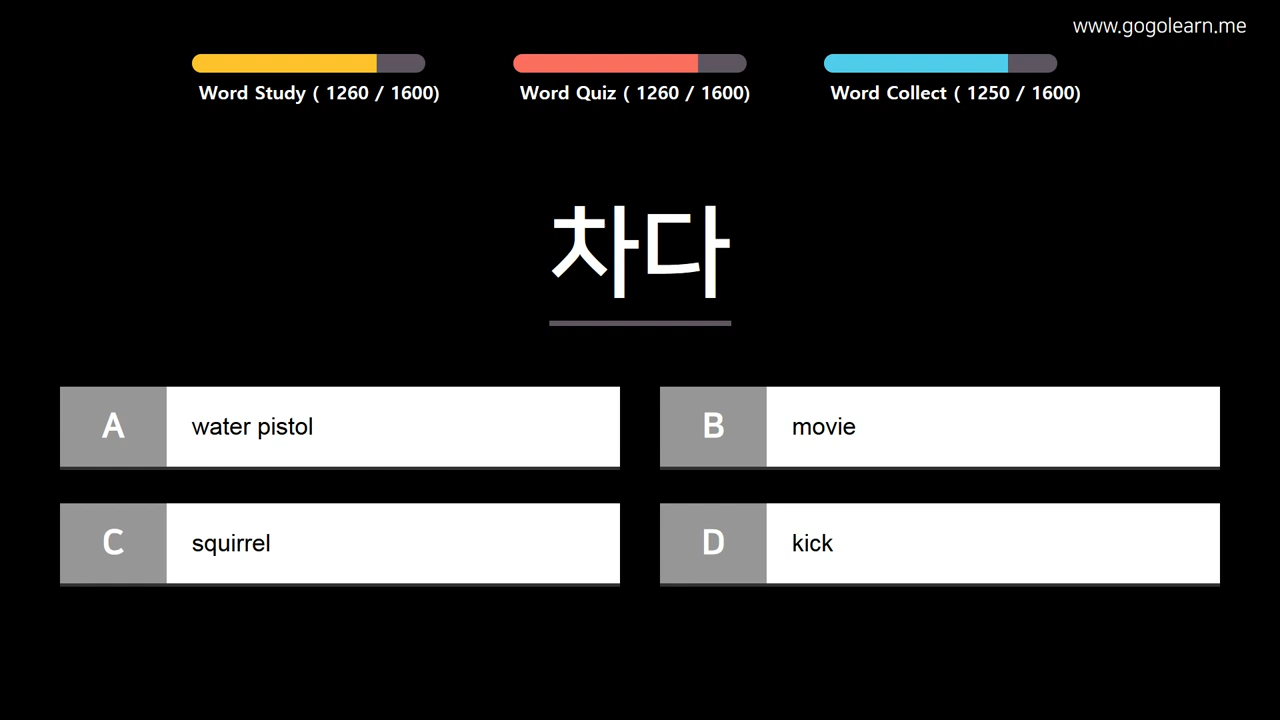 www.gogolearn.me
Word Study ( 1260 / 1600)
Word Quiz ( 1260 / 1600)
Word Collect ( 1250 / 1600)
차다
A water pistol
B movie
C squirrel
D kick